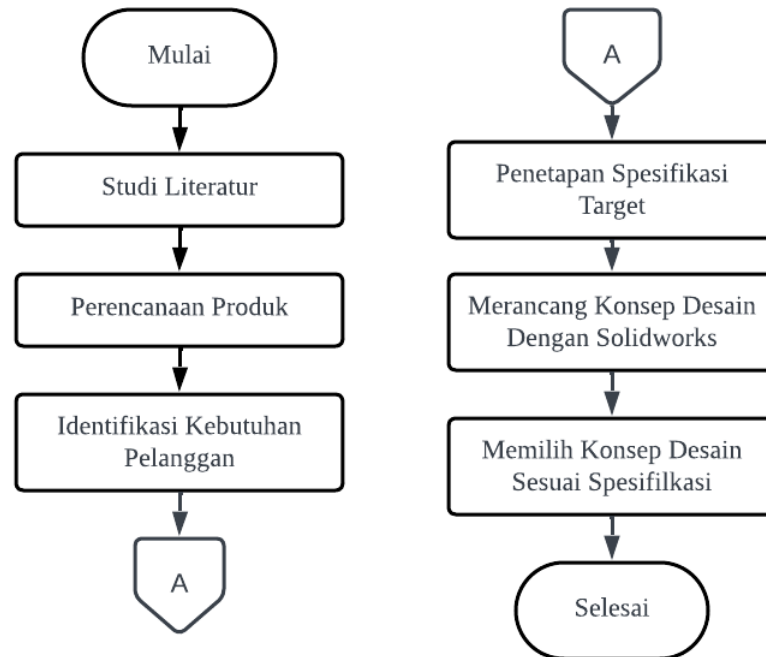 Mulai
Studi Literatur
Perencanaan Produk
Identifikasi Kebutuhan
Pelanggan
A
A
Penetapan Spesifikasi
Target
Merancang Konsep Desain
Dengan Solidworks
Memilih Konsep Desain
Sesuai Spesifilkasi
Selesai